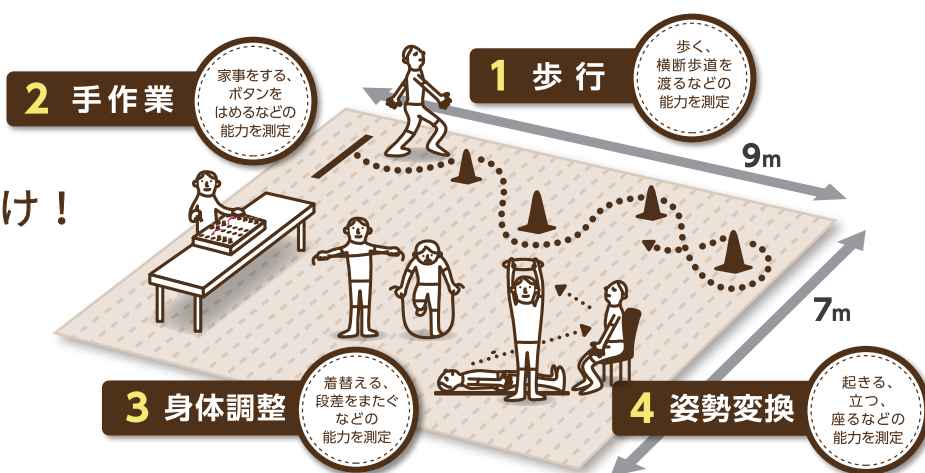 1 歩行
歩く、
横断歩道を
渡るなどの
能力を測定
2 手作業
家事をする、
ボタンを
はめるなどの
能力を測定
け！
9m
7m
3 身体調整
着替える、
段差をまたぐ
などの
能力を測定
4 姿勢変換
起きる、
立つ、
座るなどの
能力を測定